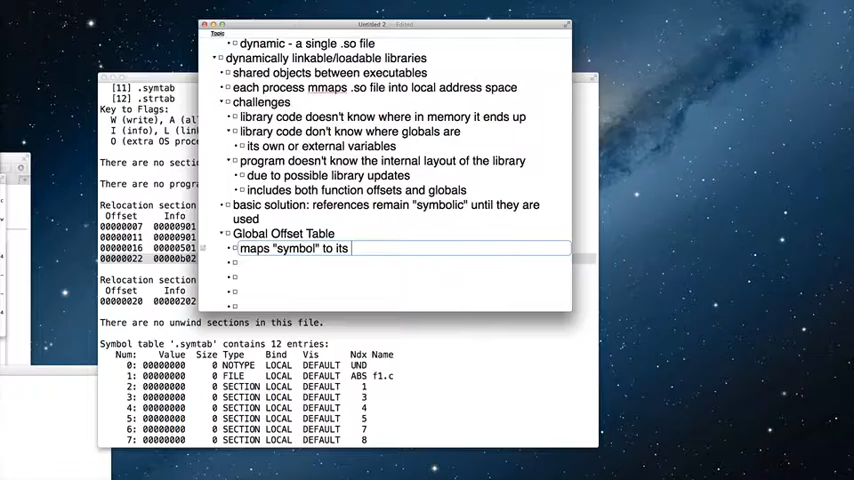 Untitled 2 — Edited
Topic
dynamic - a single .so file
dynamically linkable/loadable libraries
shared objects between executables
each process mmaps .so file into local address space
challenges
library code doesn't know where in memory it ends up
library code don't know where globals are
its own or external variables
program doesn't know the internal layout of the library
due to possible library updates
includes both function offsets and globals
basic solution: references remain "symbolic" until they are
used
Global Offset Table
maps "symbol" to its
[11] .symtab
[12] .strtab
Key to Flags:
W (write), A (al
I (info), L (lin
O (extra OS proce
There are no secti
There are no progr
Relocation section
Offset Info
00000007 00000901
00000011 00000901
00000016 00000501
00000022 00000b02
Relocation section
Offset Info
00000020 00000202
There are no unwind sections in this file.
Symbol table '.symtab' contains 12 entries:
Num: Value Size Type Bind Vis Ndx Name
0: 00000000 0 NOTYPE LOCAL DEFAULT UND
1: 00000000 0 FILE LOCAL DEFAULT ABS f1.c
2: 00000000 0 SECTION LOCAL DEFAULT 1
3: 00000000 0 SECTION LOCAL DEFAULT 3
4: 00000000 0 SECTION LOCAL DEFAULT 4
5: 00000000 0 SECTION LOCAL DEFAULT 5
6: 00000000 0 SECTION LOCAL DEFAULT 7
7: 00000000 0 SECTION LOCAL DEFAULT 8